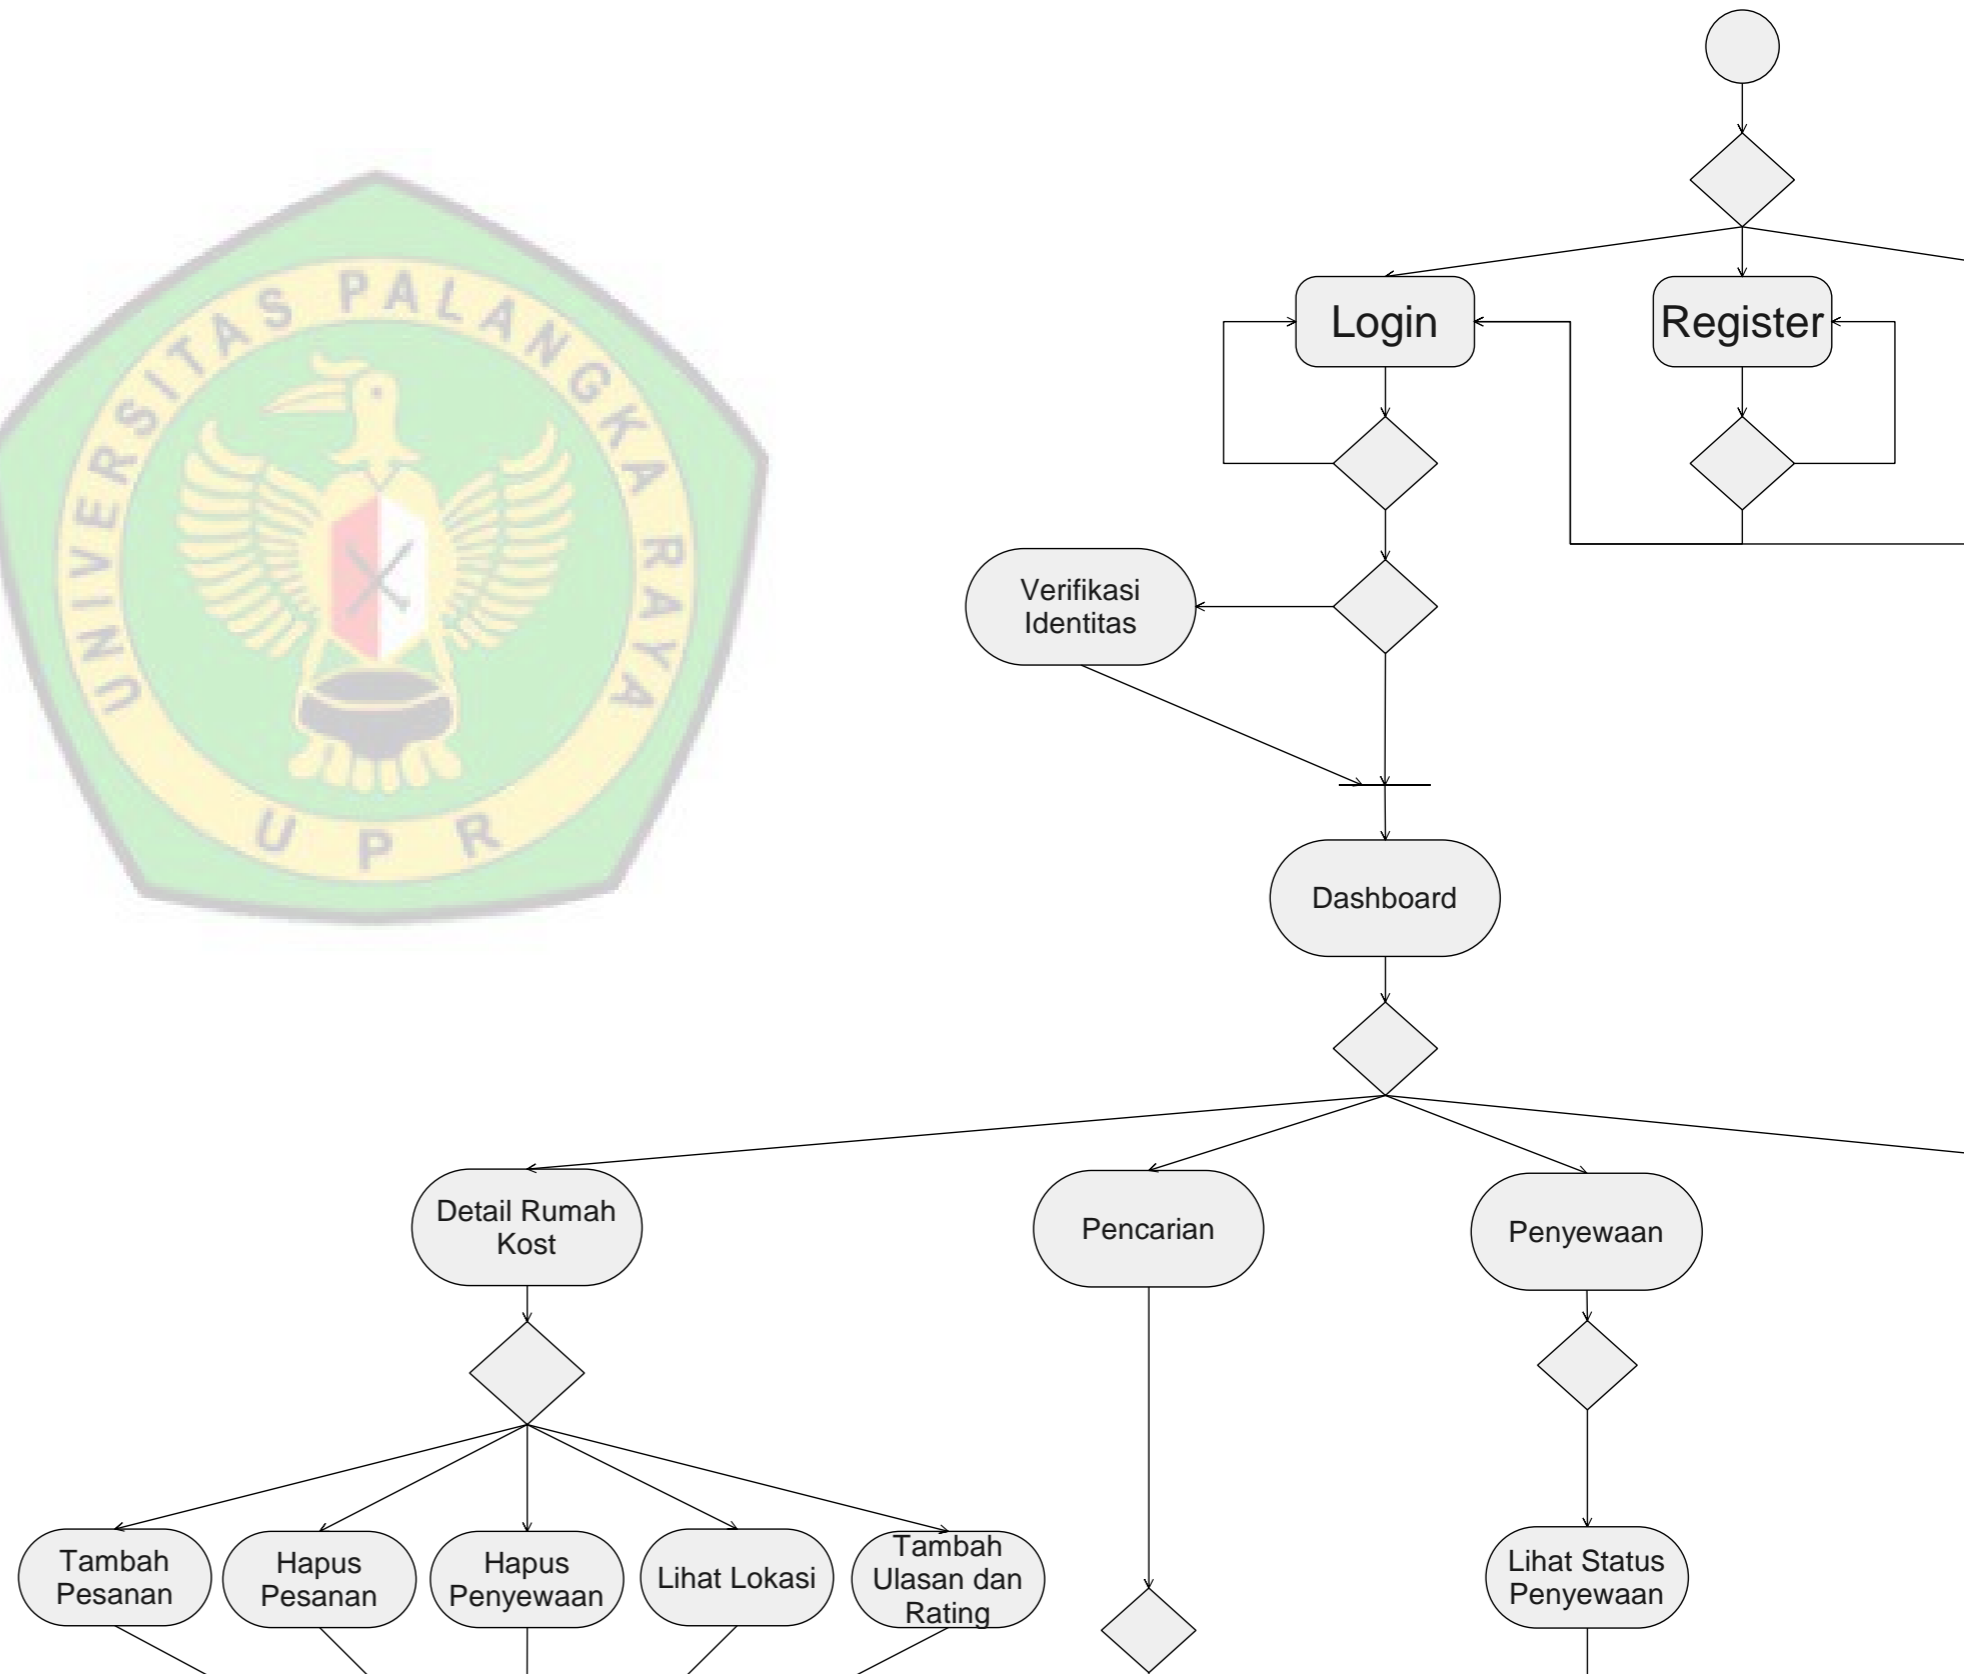 UNIVERSITAS PALANGKA RAYA
UPR
Login
Register
Verifikasi
Identitas
Dashboard
Detail Rumah
Kost
Pencarian
Penyewaan
Tambah
Pesanan
Hapus
Pesanan
Hapus
Penyewaan
Lihat Lokasi
Tambah
Ulasan dan
Rating
Lihat Status
Penyewaan